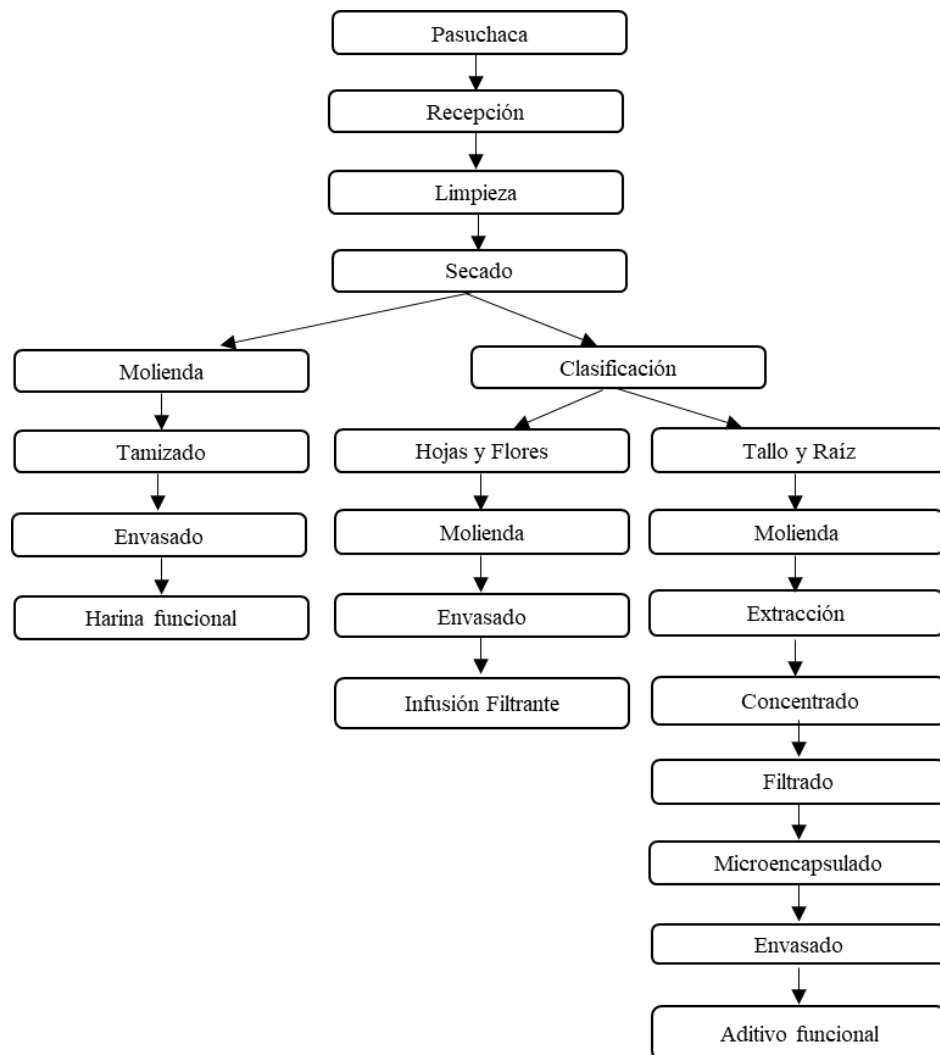 Pasuchaca
Recepción
Limpieza
Secado
Molienda
Tamizado
Envasado
Harina funcional
Clasificación
Hojas y Flores
Molienda
Envasado
Infusión Filtrante
Tallo y Raíz
Molienda
Extracción
Concentrado
Filtrado
Microencapsulado
Envasado
Aditivo funcional